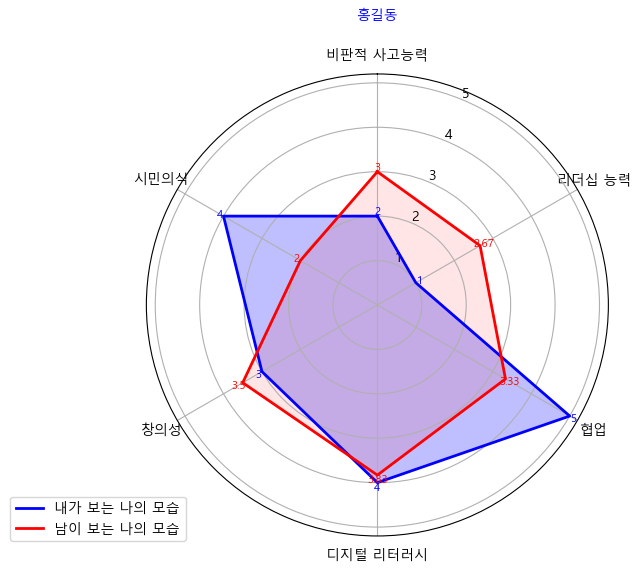 홍길동
비판적 사고능력
5
4
시민의식
3
3
리더십 능력
4
2
2
2
2.67
1
1
3
3.5
3.33
창의성
5
협업
3.83
4
내가 보는 나의 모습
남이 보는 나의 모습
디지털 리터러시